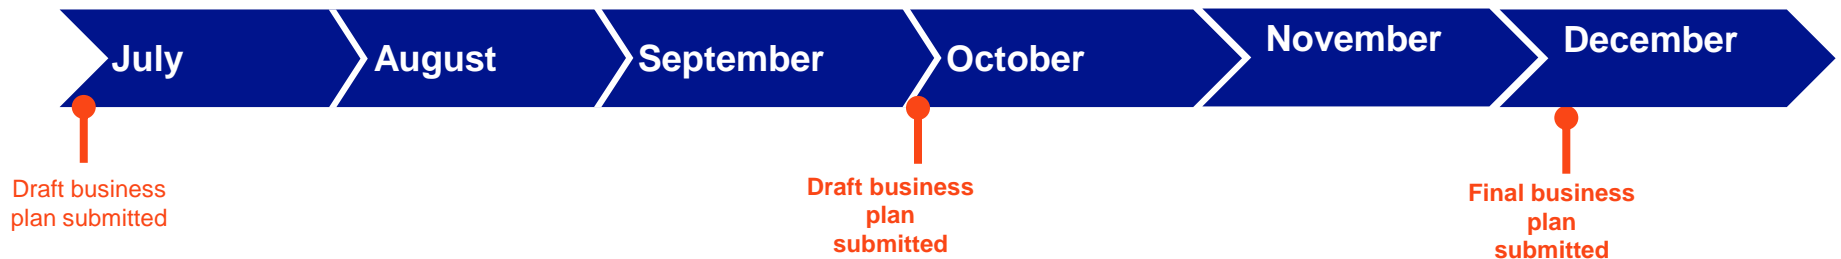 July
August
September
October
November
December
Draft business
plan submitted
Draft business
plan
submitted
Final business
plan
submitted